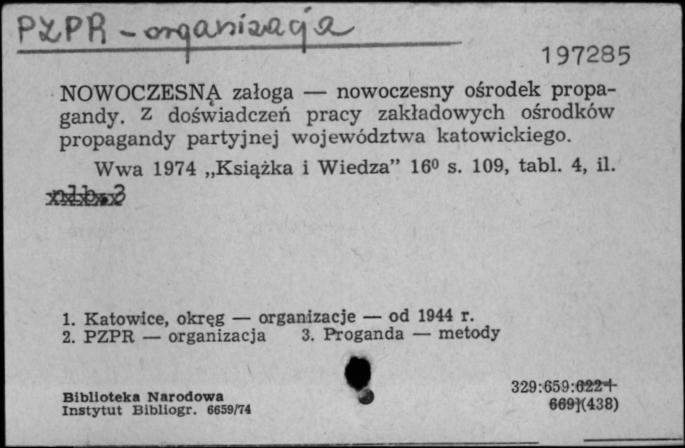 PZPR – organizacja
197285
NOWOCZESNĄ załoga — nowoczesny ośrodek propa-
gandy. Z doświadczeń pracy zakładowych ośrodków
propagandy partyjnej województwa katowickiego.
Wwa 1974 „Książka i Wiedza” 16⁰ s. 109, tabl. 4, il.
1. Katowice, okręg — organizacje — od 1944 r.
2. PZPR — organizacja 3. Proganda — metody
329:659:622+
669](438)
Biblioteka Narodowa
Instytut Bibliogr. 6659/74